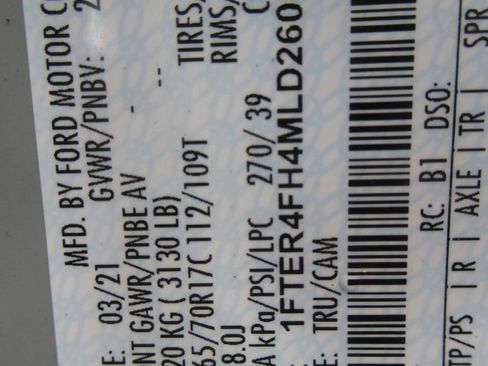 MFD. BY FORD MOTOR C
E: 03/21 GVWR/PNBV: 2
NT GAWR/PNBE AV -
20 KG ( 3130 LB) --
65/70R17C 112/109T TIRES,
8.0J RIMS,
A kPa/PSI/LPC 270/ 39 C
1FTER4FH4MLD260
E: TRU/CAM
RC: B1 DSO:
TP/PS | R | AXLE | TR | SPR